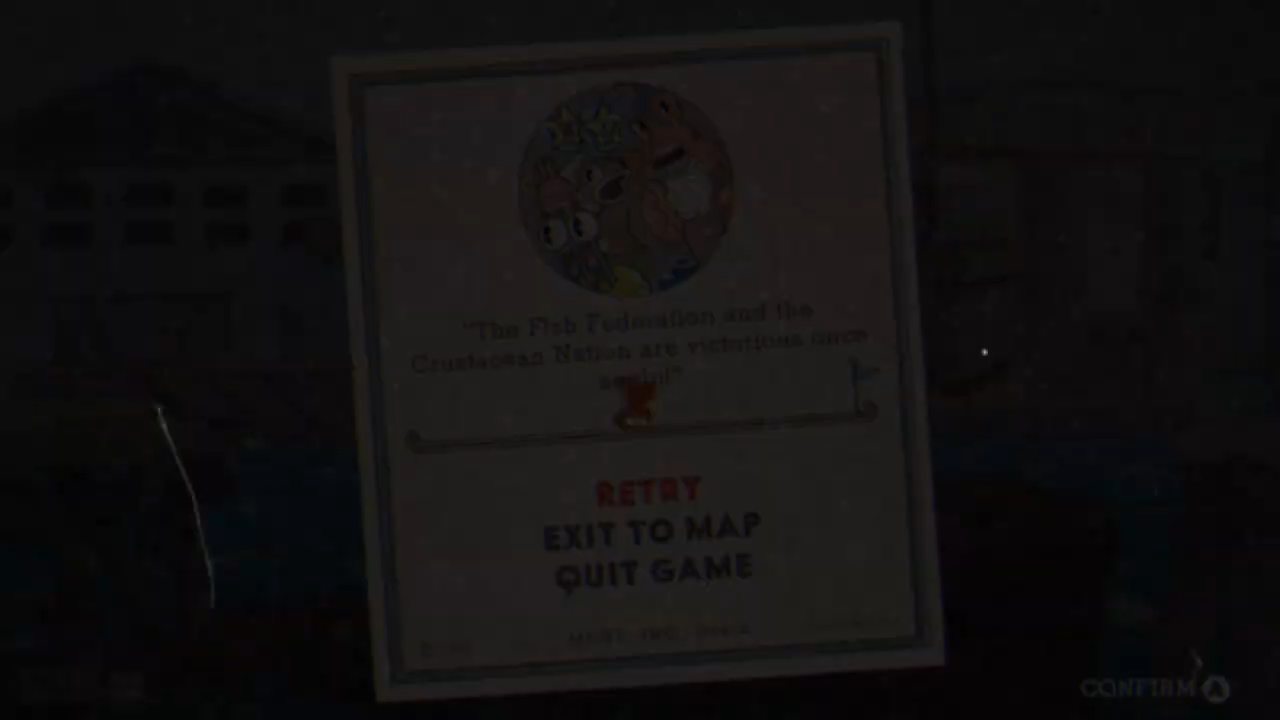 "The Fish Federation and the
Crustacean Nation are victorious once
again!"
RETRY
EXIT TO MAP
QUIT GAME
CONFIRM A